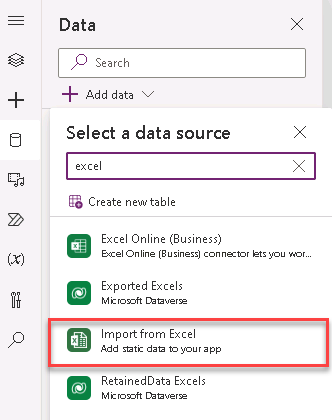 Data
Search
Add data
Select a data source
excel
Create new table
Excel Online (Business)
Excel Online (Business) connector lets you wor...
Exported Excels
Microsoft Dataverse
Import from Excel
Add static data to your app
RetainedData Excels
Microsoft Dataverse